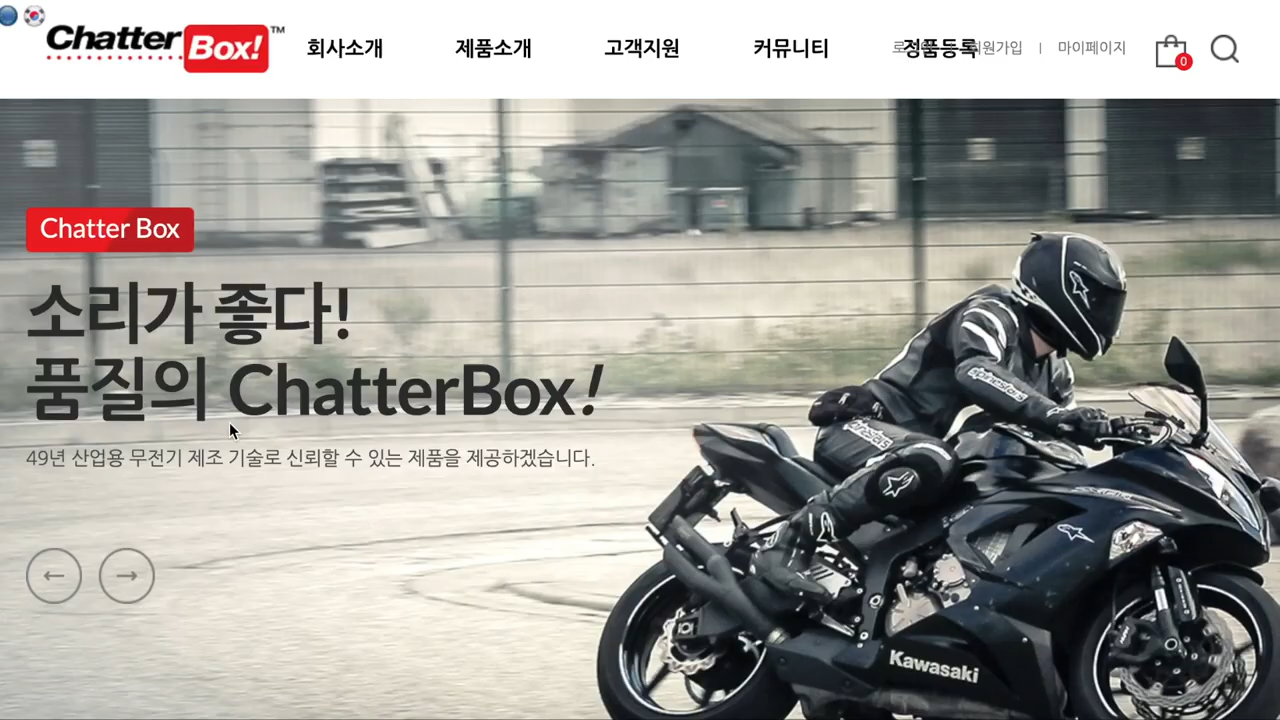 Chatter Box! TM
회사소개
제품소개
고객지원
커뮤니티
정품등록
회원가입
마이페이지
0
Chatter Box
소리가 좋다!
품질의 ChatterBox!
49년 산업용 무전기 제조 기술로 신뢰할 수 있는 제품을 제공하겠습니다.
alpinestars
alpinestars
Kawasaki